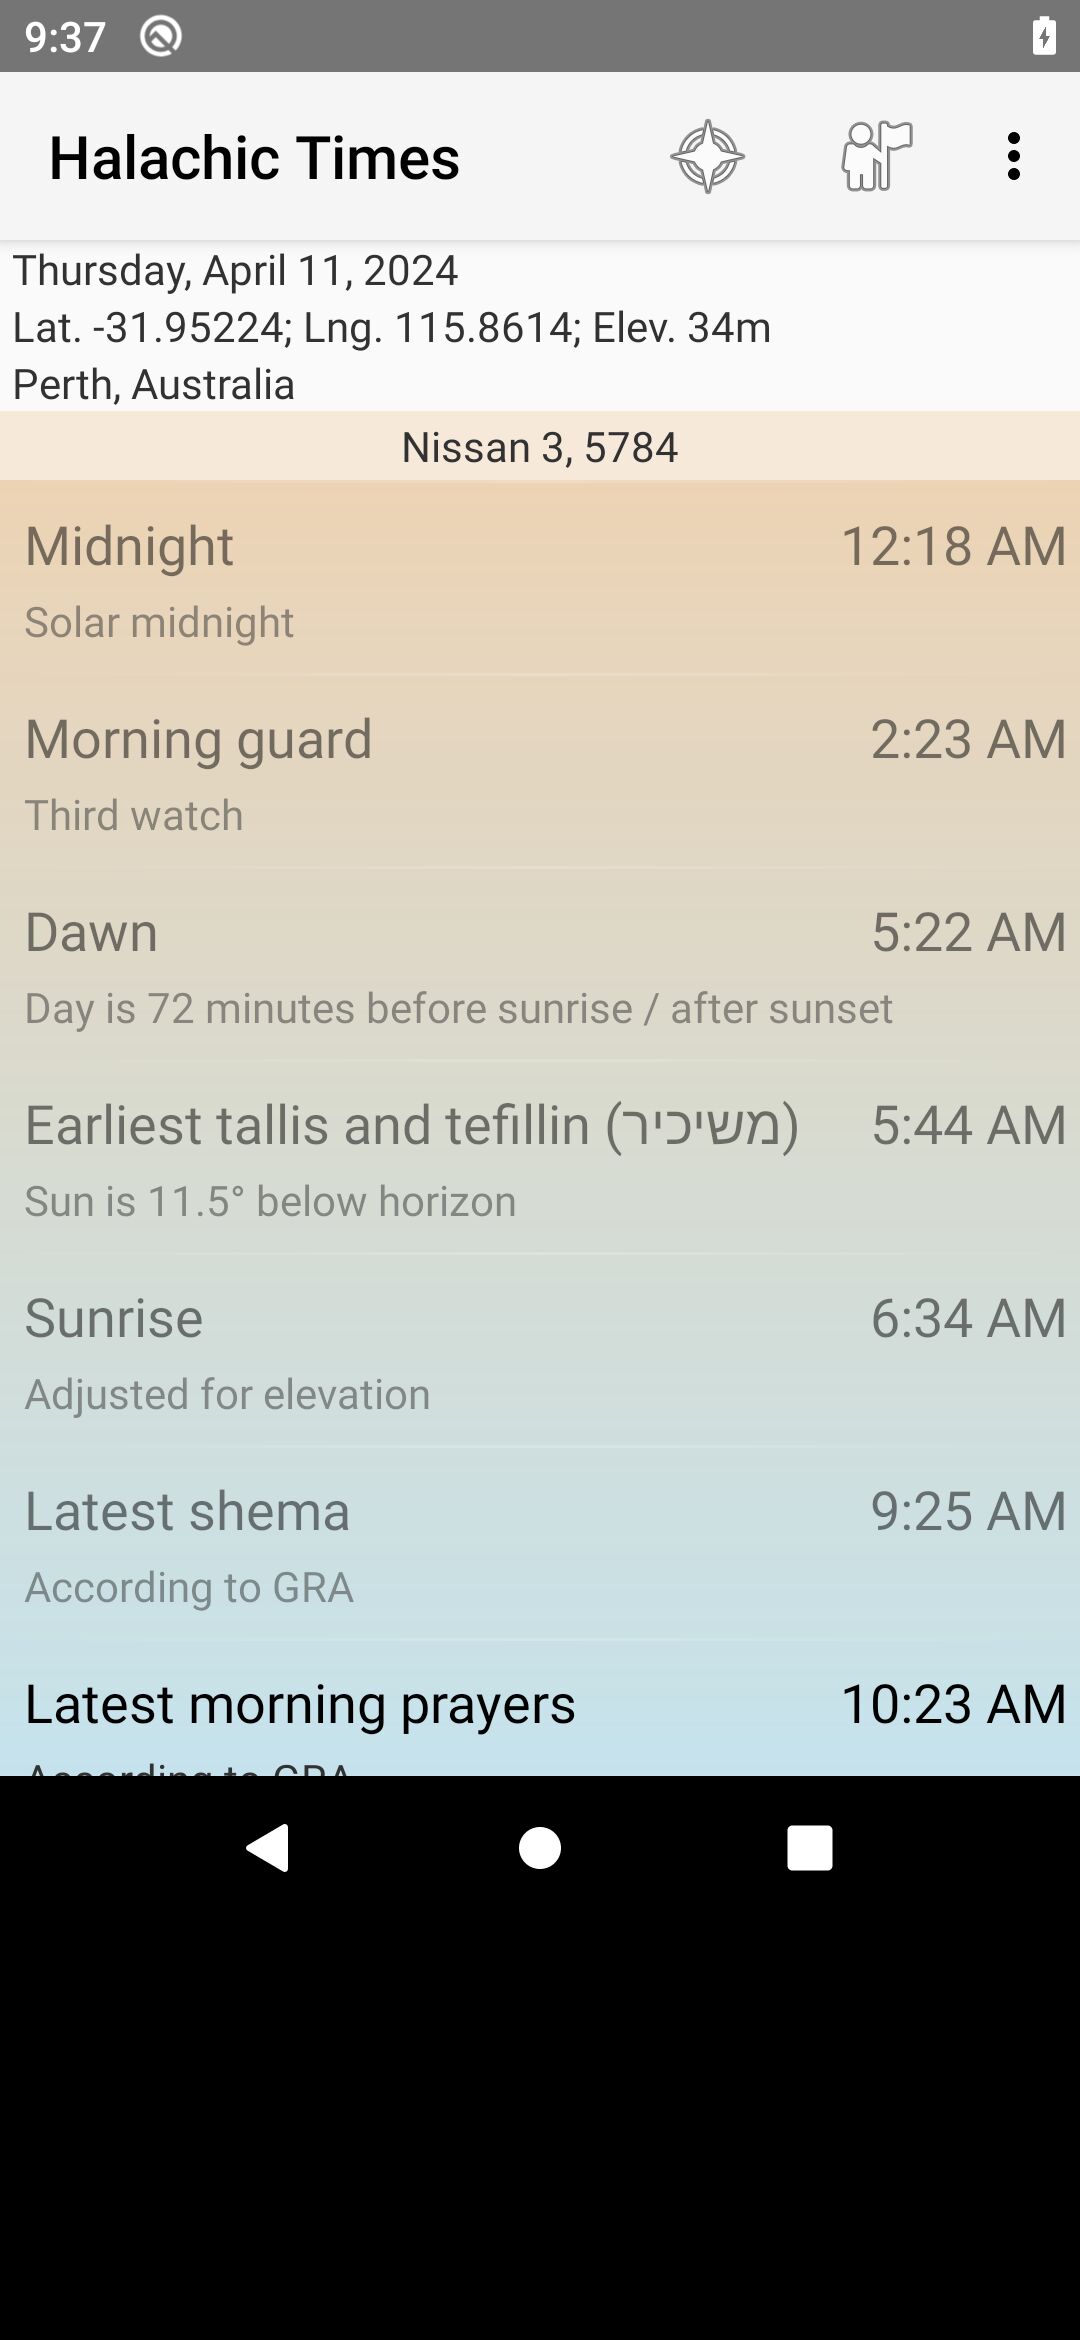 9:37
Halachic Times
Thursday, April 11, 2024
Lat. -31.95224; Lng. 115.8614; Elev. 34m
Perth, Australia
Nissan 3, 5784
Midnight 12:18 AM
Solar midnight
Morning guard 2:23 AM
Third watch
Dawn 5:22 AM
Day is 72 minutes before sunrise / after sunset
Earliest tallis and tefillin (משיכיר) 5:44 AM
Sun is 11.5° below horizon
Sunrise 6:34 AM
Adjusted for elevation
Latest shema 9:25 AM
According to GRA
Latest morning prayers 10:23 AM
According to GRA